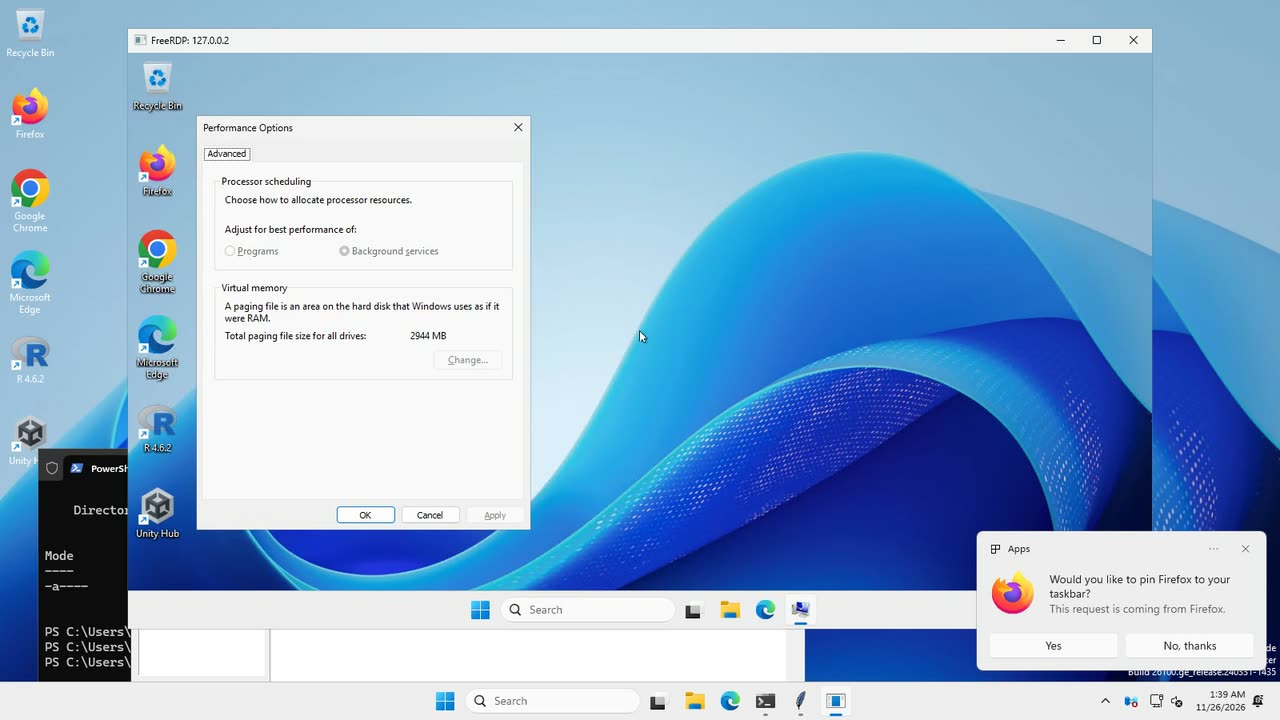 FreeRDP: 127.0.0.2
Recycle Bin
Firefox
Google
Chrome
Microsoft
Edge
R 4.6.2
Unity H
Recycle Bin
Firefox
Google
Chrome
Microsoft
Edge
R 4.6.2
Unity Hub
Performance Options
Advanced
Processor scheduling
Choose how to allocate processor resources.
Adjust for best performance of:
Programs
Background services
Virtual memory
A paging file is an area on the hard disk that Windows uses as if it
were RAM.
Total paging file size for all drives: 2944 MB
Change...
OK
Cancel
Apply
PowerSh
Director
Mode
----
-a----
PS C:\Users\
PS C:\Users\
PS C:\Users\
Search
Apps
Would you like to pin Firefox to your
taskbar?
This request is coming from Firefox.
Yes
No, thanks
Build 26100.ge_release.240331-1435
Search
1:39 AM
11/26/2026